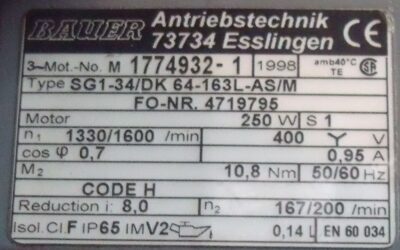 BAUER Antriebstechnik
73734 Esslingen CE
3~Mot.-No. M 1774932-1 1998 amb40°C TE
Type SG1-34/DK 64-163L-AS/M
FO-NR. 4719795
Motor 250 W S 1
n1 1330/1600 /min 400 Y V
cos φ 0,7 0,95 A
M2 10,8 Nm 50/60 Hz
CODE H
Reduction i: 8,0 n2 167/200 /min
Isol.Cl.F IP65 IMV2 0,14 L EN 60 034